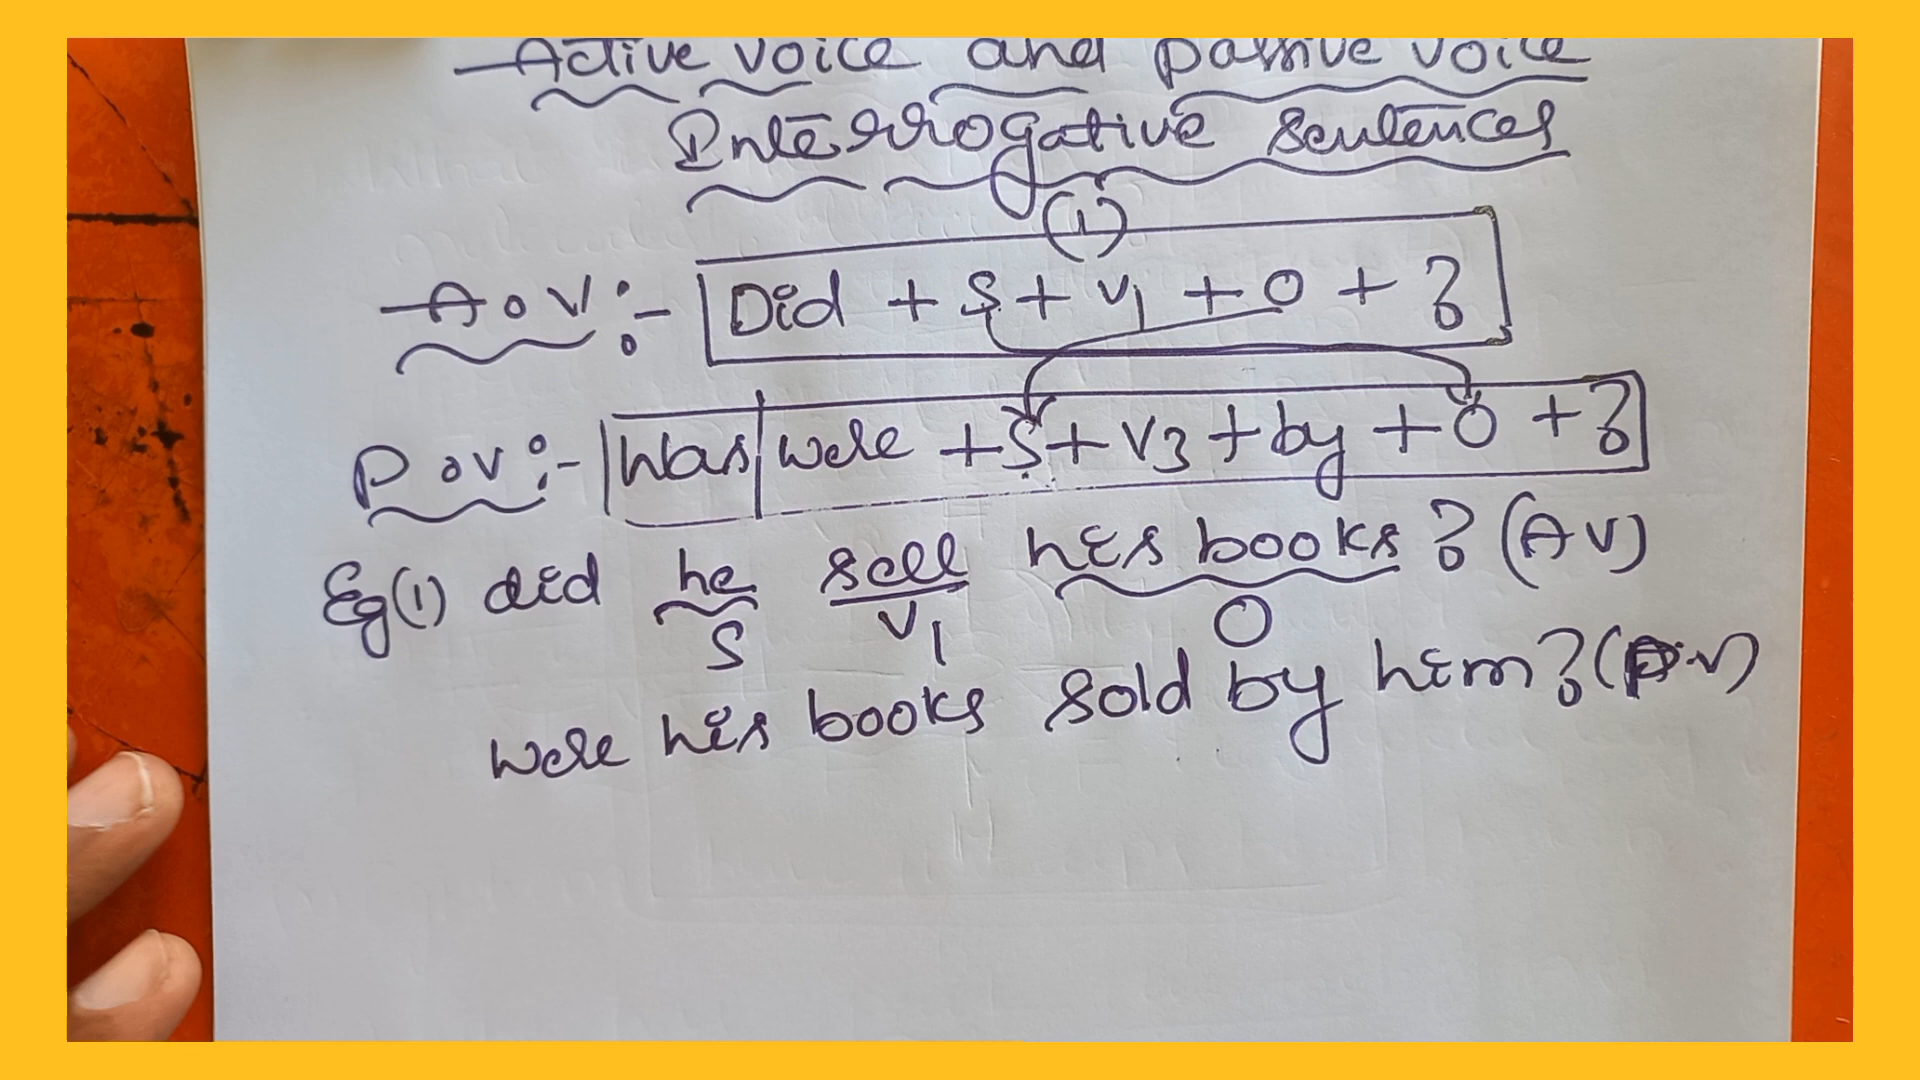 Active voice and passive voice
Interrogative sentences
(1)
A.V:- Did + S + V1 + O + ?
P.V:- Was/were + S + V3 + by + O + ?
Eg(1) did he sell his books? (AV)
S V1 O
were his books sold by him? (P.V)